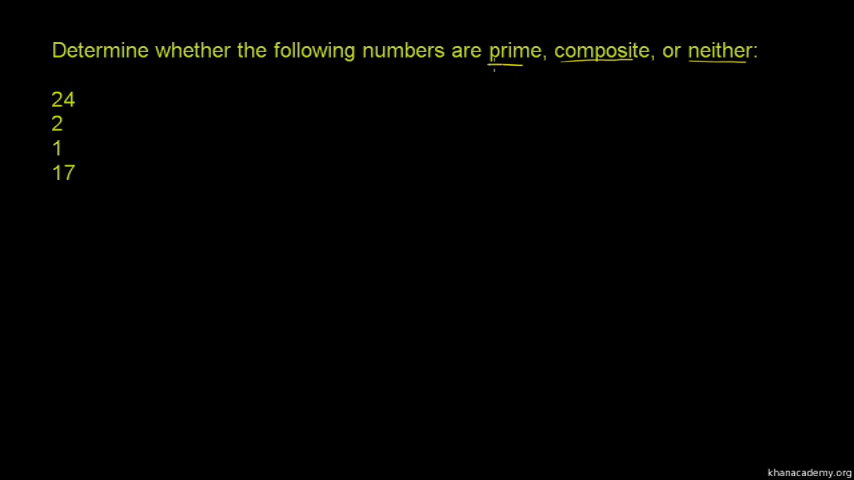 Determine whether the following numbers are prime, composite, or neither:
24
2
1
17
khanacademy.org